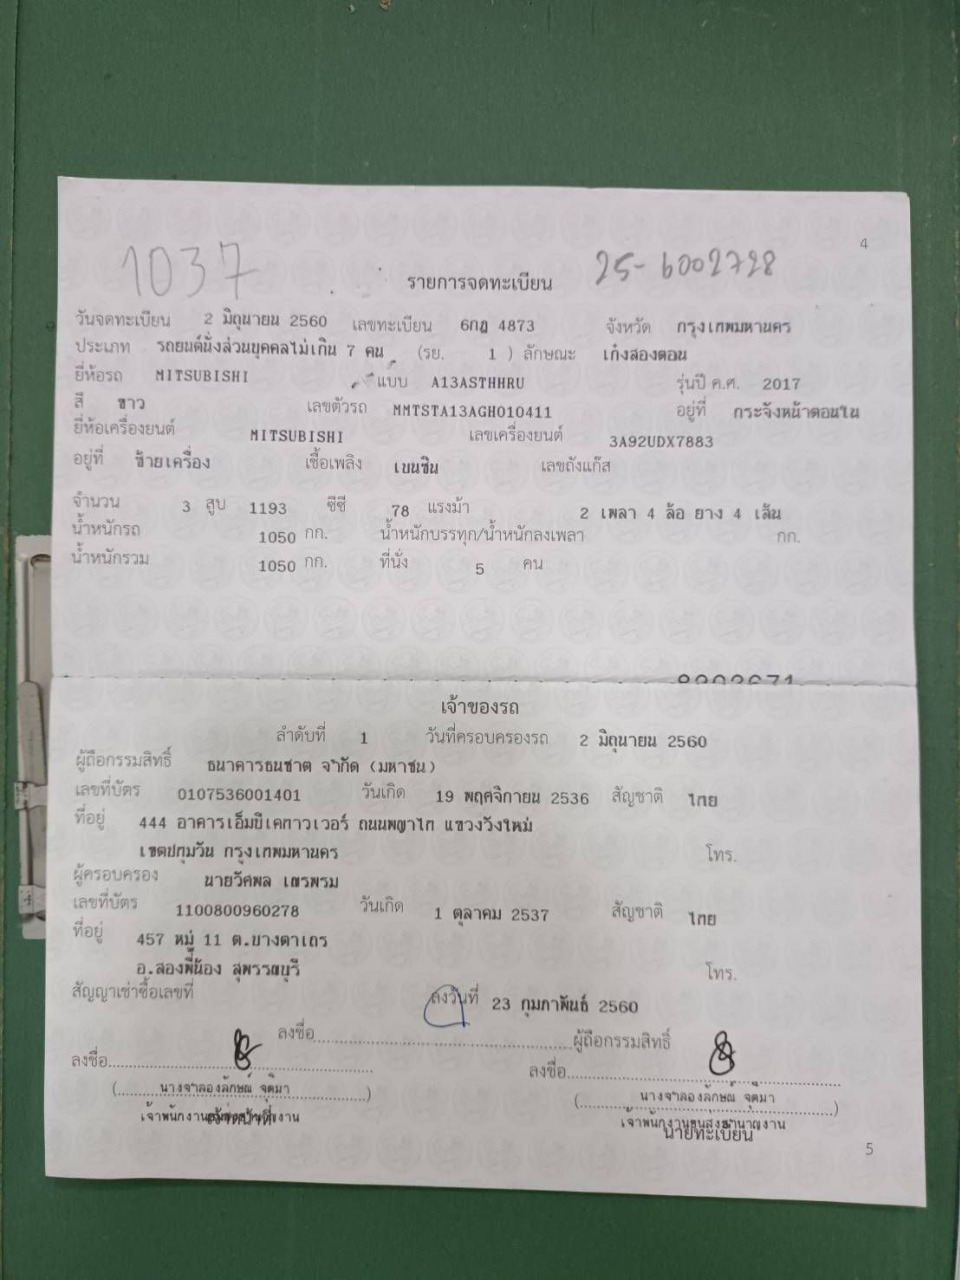 4
1037
25-6002728
รายการจดทะเบียน
วันจดทะเบียน 2 มิถุนายน 2560 เลขทะเบียน 6กฎ 4873 จังหวัด กรุงเทพมหานคร
ประเภท รถยนต์นั่งส่วนบุคคลไม่เกิน 7 คน (รย. 1 ) ลักษณะ เก๋งสองตอน
ยี่ห้อรถ MITSUBISHI แบบ A13ASTHHRU รุ่นปี ค.ศ. 2017
สี ขาว เลขตัวรถ MMTSTA13AGH010411 อยู่ที่ กระจังหน้าตอนใน
ยี่ห้อเครื่องยนต์ MITSUBISHI เลขเครื่องยนต์ 3A92UDX7883
อยู่ที่ ซ้ายเครื่อง เชื้อเพลิง เบนซิน เลขถังแก๊ส
จำนวน 3 สูบ 1193 ซีซี 78 แรงม้า 2 เพลา 4 ล้อ ยาง 4 เส้น
น้ำหนักรถ 1050 กก. น้ำหนักบรรทุก/น้ำหนักลงเพลา กก.
น้ำหนักรวม 1050 กก. ที่นั่ง 5 คน
เจ้าของรถ
ลำดับที่ 1 วันที่ครอบครองรถ 2 มิถุนายน 2560
ผู้ถือกรรมสิทธิ์ ธนาคารธนชาต จำกัด (มหาชน)
เลขที่บัตร 0107536001401 วันเกิด 19 พฤศจิกายน 2536 สัญชาติ ไทย
ที่อยู่ 444 อาคารเอ็มบีเคทาวเวอร์ ถนนพญาไท แขวงวังใหม่
เขตปทุมวัน กรุงเทพมหานคร โทร.
ผู้ครอบครอง นายวัศพล เณรพรม
เลขที่บัตร 1100800960278 วันเกิด 1 ตุลาคม 2537 สัญชาติ ไทย
ที่อยู่ 457 หมู่ 11 ต.บางตาเถร
อ.สองพี่น้อง สุพรรณบุรี โทร.
สัญญาเช่าซื้อเลขที่ ลงวันที่ 23 กุมภาพันธ์ 2560
ลงชื่อ ผู้ถือกรรมสิทธิ์
ลงชื่อ ลงชื่อ
( นางจำลองลักษณ์ จุติมา ) ( นางจำลองลักษณ์ จุติมา )
นายทะเบียน
5